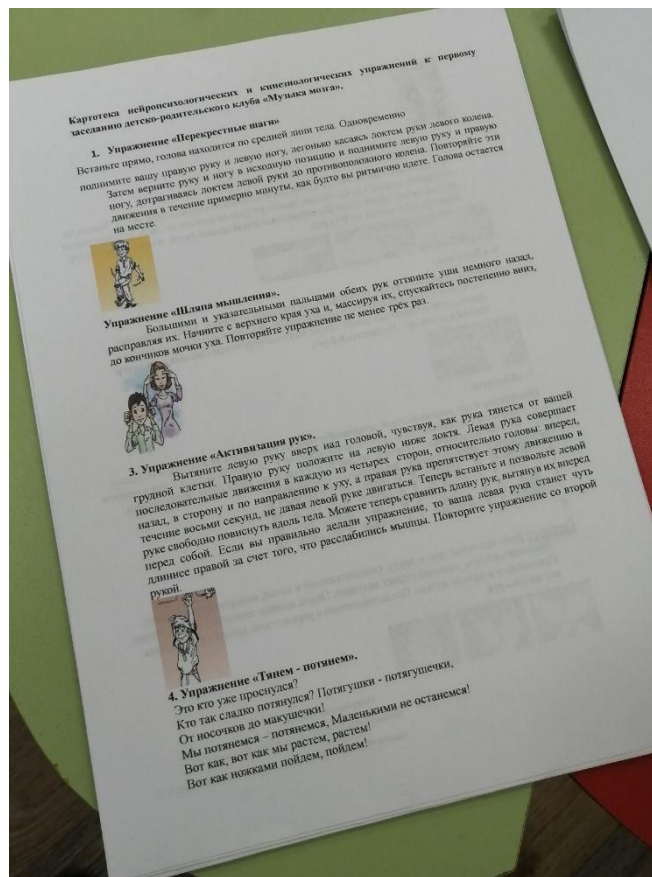 Картотека нейропсихологических и кинезиологических упражнений к первому
заседанию детско-родительского клуба «Музыка мозга».
1. Упражнение «Перекрестные шаги»
Встаньте прямо, голова находится по средней лини тела. Одновременно
поднимите вашу правую руку и левую ногу, легонько касаясь локтем руки левого колена.
Затем верните руку и ногу в исходную позицию и поднимите левую руку и правую
ногу, дотрагиваясь локтем левой руки до противоположного колена. Повторяйте эти
движения в течение примерно минуты, как будто вы ритмично идете. Голова остается
на месте.
Упражнение «Шляпа мышления».
Большими и указательными пальцами обеих рук оттяните уши немного назад,
расправляя их. Начните с верхнего края уха и, массируя их, спускайтесь постепенно вниз,
до кончиков мочки уха. Повторяйте упражнение не менее трёх раз.
3. Упражнение «Активизация рук».
Вытяните левую руку вверх над головой, чувствуя, как рука тянется от вашей
грудной клетки. Правую руку положите на левую ниже локтя. Левая рука совершает
последовательные движения в каждую из четырех сторон, относительно головы: вперед,
назад, в сторону и по направлению к уху, а правая рука препятствует этому движению в
течение восьми секунд, не давая левой руке двигаться. Теперь встаньте и позвольте левой
руке свободно повиснуть вдоль тела. Можете теперь сравнить длину рук, вытянув их вперед
перед собой. Если вы правильно делали упражнение, то ваша левая рука станет чуть
длиннее правой за счет того, что расслабились мышцы. Повторите упражнение со второй
рукой.
4. Упражнение «Тянем - потянем».
Это кто уже проснулся?
Кто так сладко потянулся? Потягушки - потягушечки,
От носочков до макушечки!
Мы потянемся – потянемся, Маленькими не останемся!
Вот как, вот как мы растем, растем!
Вот как ножками пойдем, пойдем!